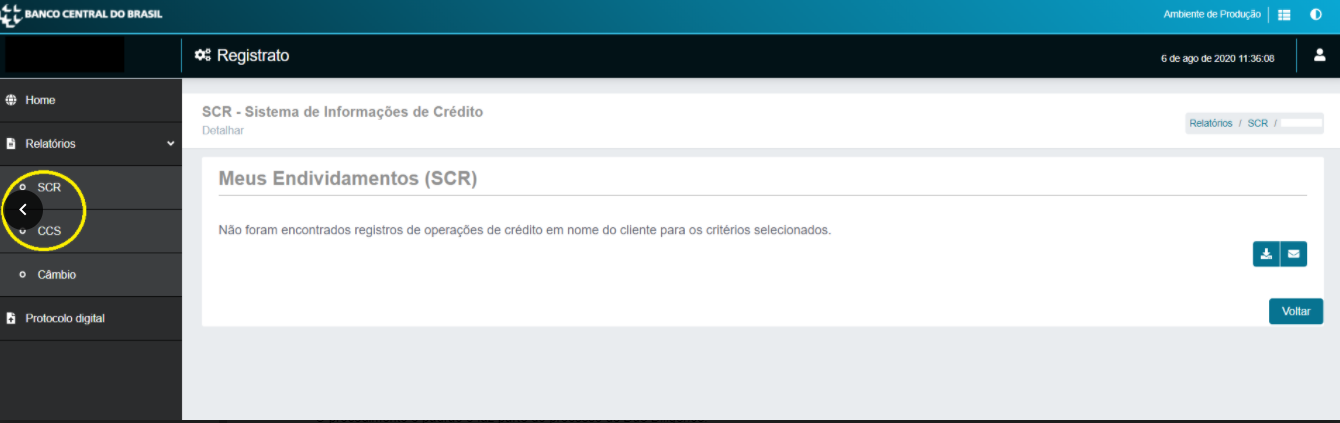 BANCO CENTRAL DO BRASIL
Ambiente de Produção
Registrato
6 de ago de 2020 11:36:08
Home
Relatórios
SCR
CCS
Câmbio
Protocolo digital
SCR - Sistema de Informações de Crédito
Detalhar
Relatórios / SCR /
Meus Endividamentos (SCR)
Não foram encontrados registros de operações de crédito em nome do cliente para os critérios selecionados.
Voltar